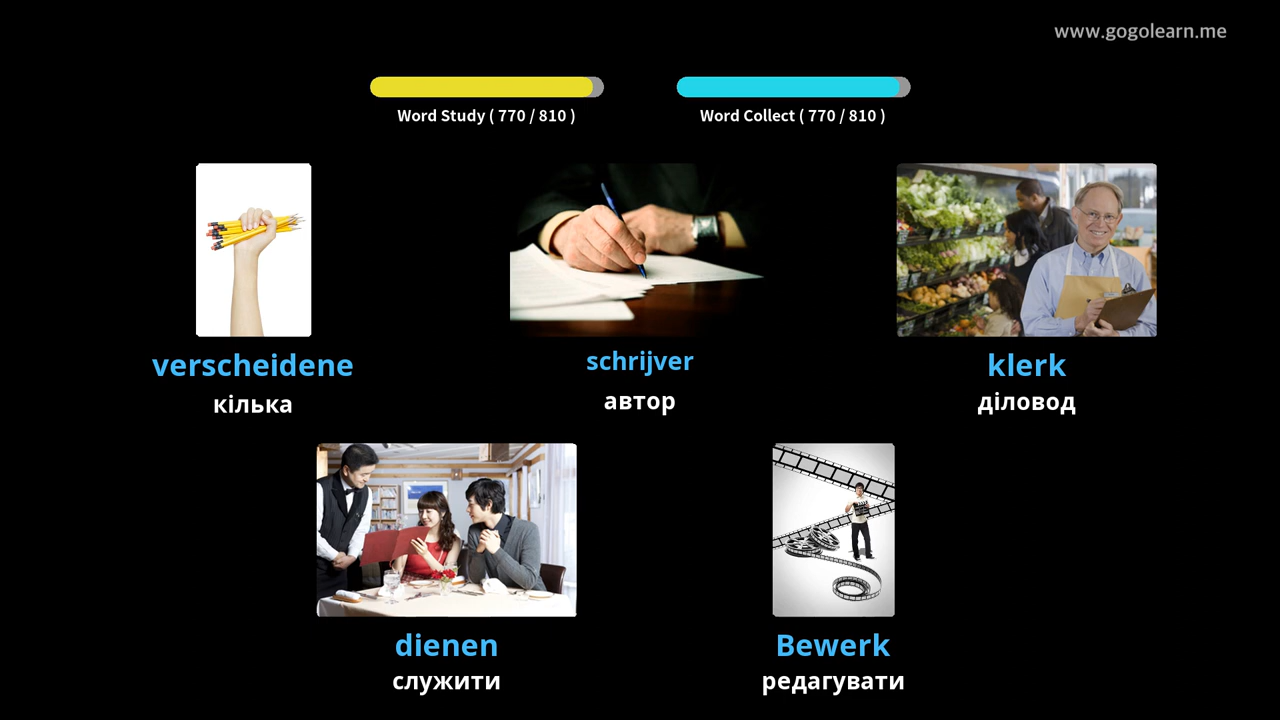 www.gogolearn.me
Word Study ( 770 / 810 )
Word Collect ( 770 / 810 )
verscheidene
кілька
schrijver
автор
klerk
діловод
dienen
служити
Bewerk
редагувати